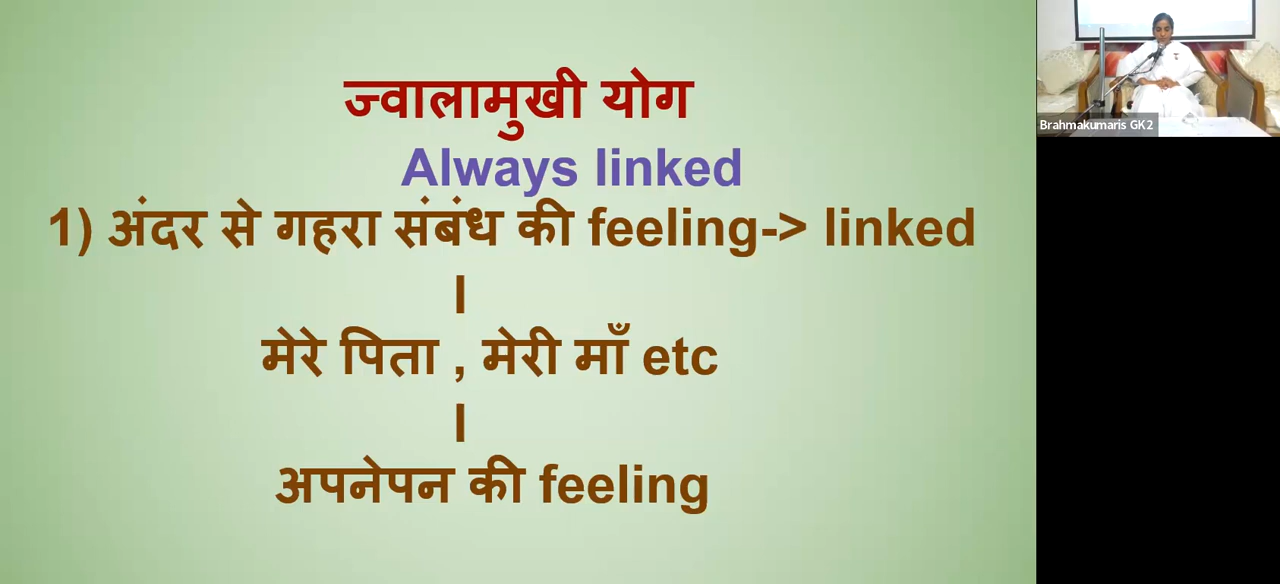 ज्वालामुखी योग
Always linked
1) अंदर से गहरा संबंध की feeling-> linked
|
मेरे पिता , मेरी माँ etc
|
अपनेपन की feeling
Brahmakumaris GK2